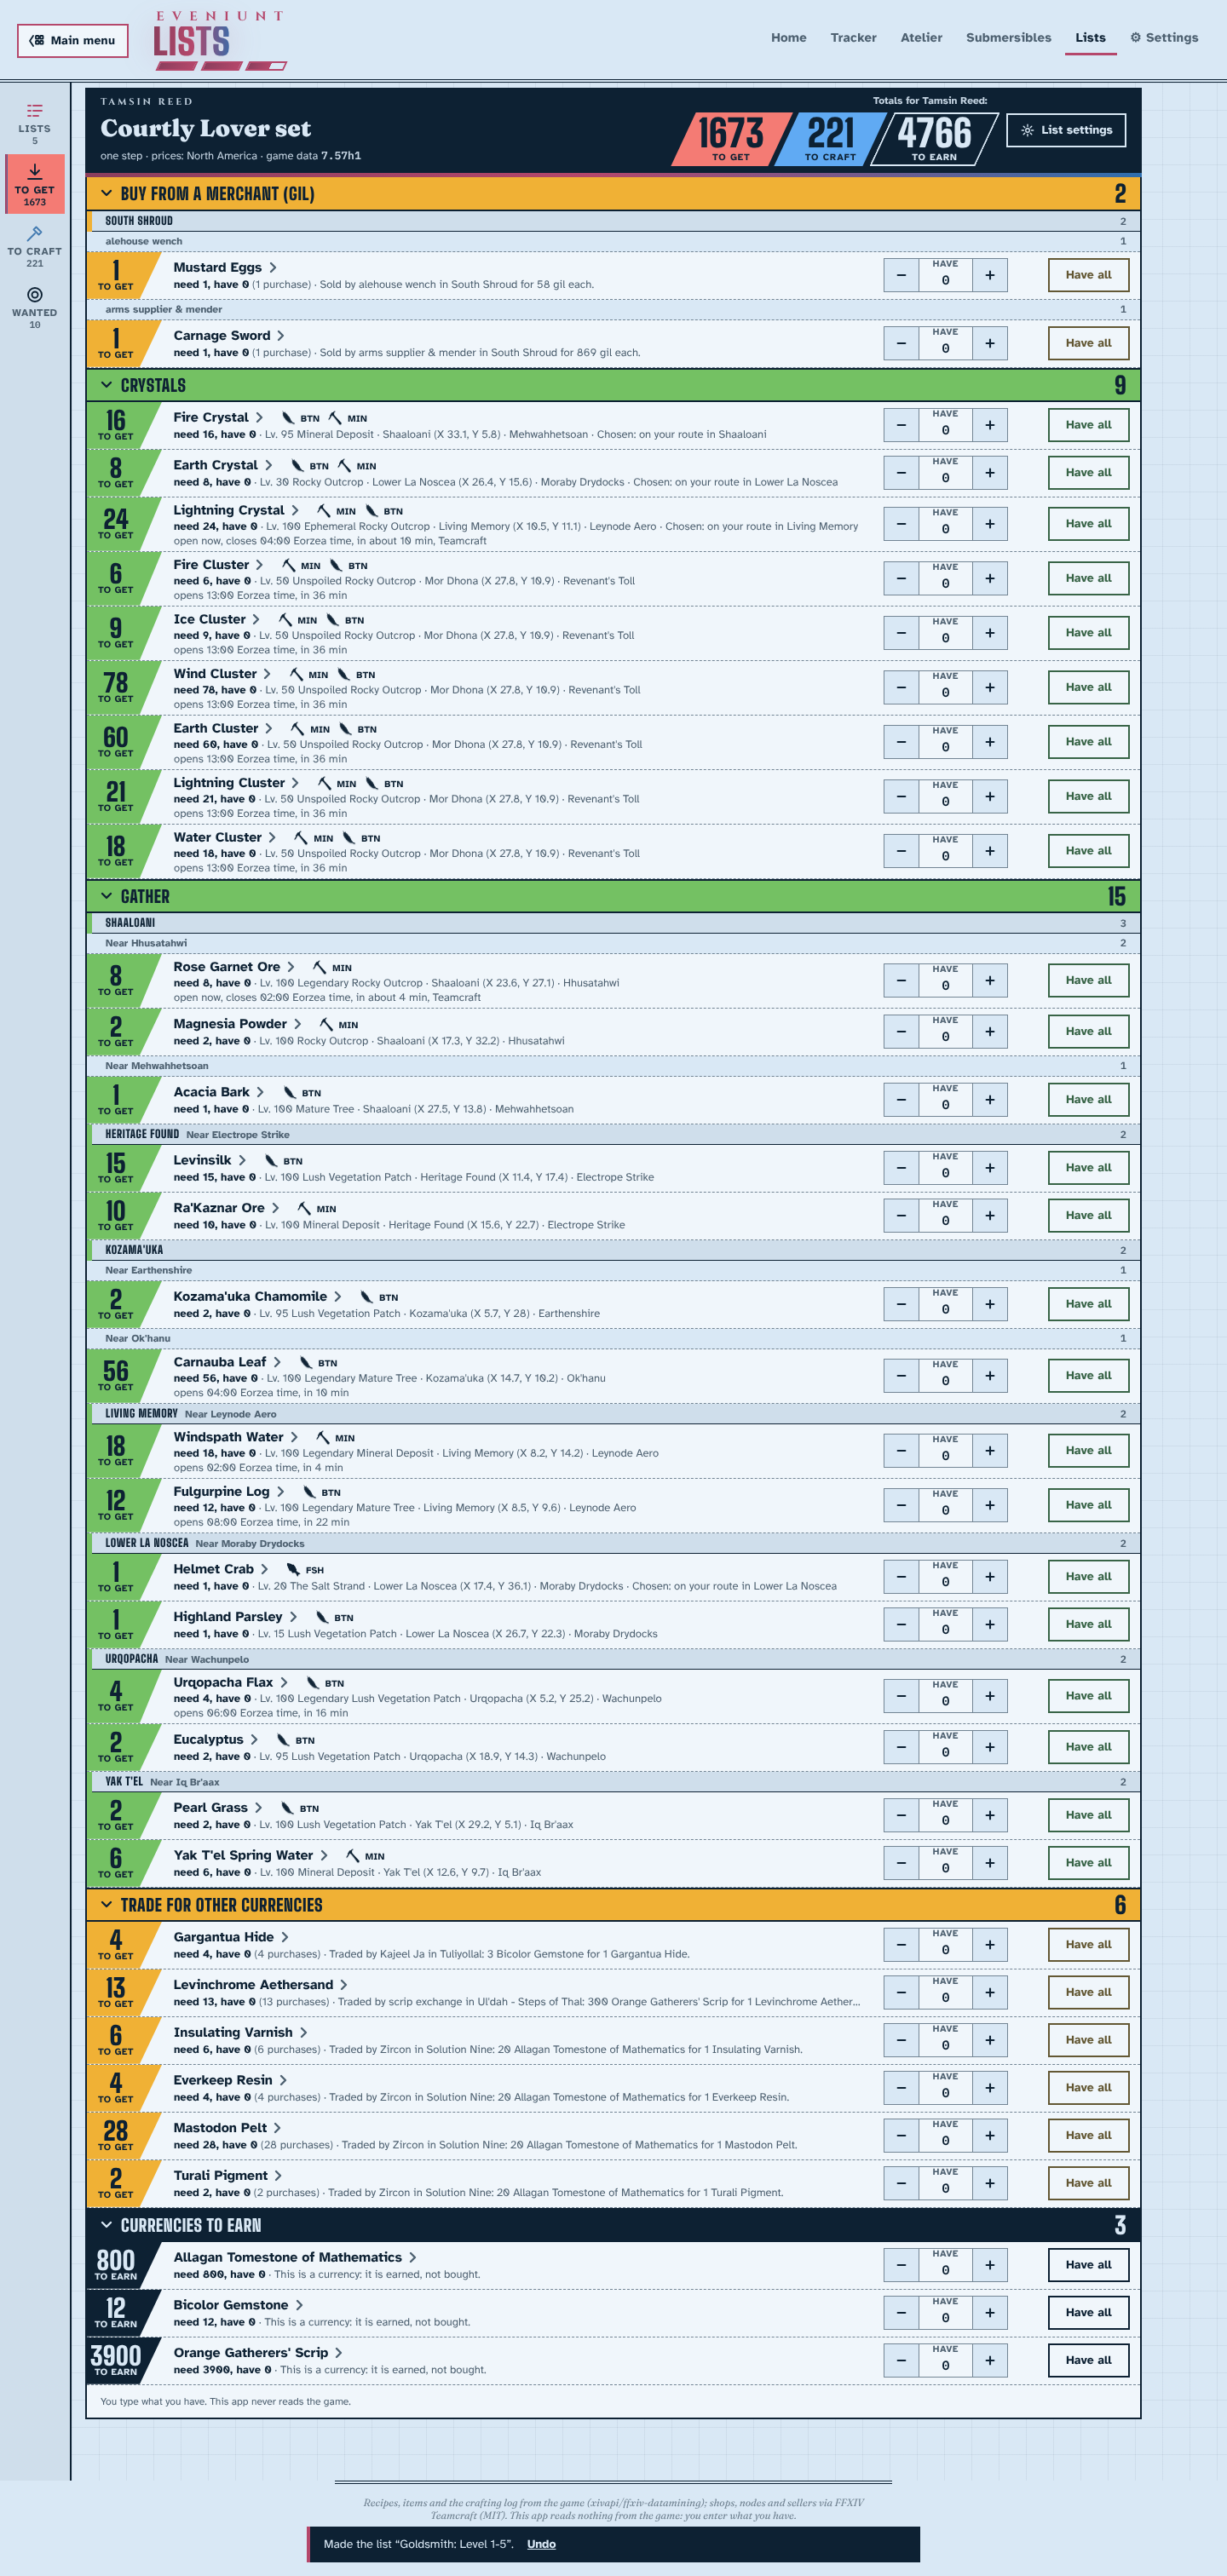 Main menu
EVENIUNT
LISTS
Home Tracker Atelier Submersibles Lists Settings
LISTS
5
TO GET
1673
TO CRAFT
221
WANTED
10
TAMSIN REED
Courtly Lover set
one step · prices: North America · game data 7.57h1
Totals for Tamsin Reed:
1673 TO GET
221 TO CRAFT
4766 TO EARN
List settings
BUY FROM A MERCHANT (GIL) 2
SOUTH SHROUD 2
alehouse wench 1
1 TO GET
Mustard Eggs
need 1, have 0 (1 purchase) · Sold by alehouse wench in South Shroud for 58 gil each.
− HAVE 0 + Have all
arms supplier & mender 1
1 TO GET
Carnage Sword
need 1, have 0 (1 purchase) · Sold by arms supplier & mender in South Shroud for 869 gil each.
− HAVE 0 + Have all
CRYSTALS 9
16 TO GET
Fire Crystal BTN MIN
need 16, have 0 · Lv. 95 Mineral Deposit · Shaaloani (X 33.1, Y 5.8) · Mehwahhetsoan · Chosen: on your route in Shaaloani
− HAVE 0 + Have all
8 TO GET
Earth Crystal BTN MIN
need 8, have 0 · Lv. 30 Rocky Outcrop · Lower La Noscea (X 26.4, Y 15.6) · Moraby Drydocks · Chosen: on your route in Lower La Noscea
− HAVE 0 + Have all
24 TO GET
Lightning Crystal MIN BTN
need 24, have 0 · Lv. 100 Ephemeral Rocky Outcrop · Living Memory (X 10.5, Y 11.1) · Leynode Aero · Chosen: on your route in Living Memory
open now, closes 04:00 Eorzea time, in about 10 min, Teamcraft
− HAVE 0 + Have all
6 TO GET
Fire Cluster MIN BTN
need 6, have 0 · Lv. 50 Unspoiled Rocky Outcrop · Mor Dhona (X 27.8, Y 10.9) · Revenant's Toll
opens 13:00 Eorzea time, in 36 min
− HAVE 0 + Have all
9 TO GET
Ice Cluster MIN BTN
need 9, have 0 · Lv. 50 Unspoiled Rocky Outcrop · Mor Dhona (X 27.8, Y 10.9) · Revenant's Toll
opens 13:00 Eorzea time, in 36 min
− HAVE 0 + Have all
78 TO GET
Wind Cluster MIN BTN
need 78, have 0 · Lv. 50 Unspoiled Rocky Outcrop · Mor Dhona (X 27.8, Y 10.9) · Revenant's Toll
opens 13:00 Eorzea time, in 36 min
− HAVE 0 + Have all
60 TO GET
Earth Cluster MIN BTN
need 60, have 0 · Lv. 50 Unspoiled Rocky Outcrop · Mor Dhona (X 27.8, Y 10.9) · Revenant's Toll
opens 13:00 Eorzea time, in 36 min
− HAVE 0 + Have all
21 TO GET
Lightning Cluster MIN BTN
need 21, have 0 · Lv. 50 Unspoiled Rocky Outcrop · Mor Dhona (X 27.8, Y 10.9) · Revenant's Toll
opens 13:00 Eorzea time, in 36 min
− HAVE 0 + Have all
18 TO GET
Water Cluster MIN BTN
need 18, have 0 · Lv. 50 Unspoiled Rocky Outcrop · Mor Dhona (X 27.8, Y 10.9) · Revenant's Toll
opens 13:00 Eorzea time, in 36 min
− HAVE 0 + Have all
GATHER 15
SHAALOANI 3
Near Hhusatahwi 2
8 TO GET
Rose Garnet Ore MIN
need 8, have 0 · Lv. 100 Legendary Rocky Outcrop · Shaaloani (X 23.6, Y 27.1) · Hhusatahwi
open now, closes 02:00 Eorzea time, in about 4 min, Teamcraft
− HAVE 0 + Have all
2 TO GET
Magnesia Powder MIN
need 2, have 0 · Lv. 100 Rocky Outcrop · Shaaloani (X 17.3, Y 32.2) · Hhusatahwi
− HAVE 0 + Have all
Near Mehwahhetsoan 1
1 TO GET
Acacia Bark BTN
need 1, have 0 · Lv. 100 Mature Tree · Shaaloani (X 27.5, Y 13.8) · Mehwahhetsoan
− HAVE 0 + Have all
HERITAGE FOUND Near Electrope Strike 2
15 TO GET
Levinsilk BTN
need 15, have 0 · Lv. 100 Lush Vegetation Patch · Heritage Found (X 11.4, Y 17.4) · Electrope Strike
− HAVE 0 + Have all
10 TO GET
Ra'Kaznar Ore MIN
need 10, have 0 · Lv. 100 Mineral Deposit · Heritage Found (X 15.6, Y 22.7) · Electrope Strike
− HAVE 0 + Have all
KOZAMA'UKA 2
Near Earthenshire 1
2 TO GET
Kozama'uka Chamomile BTN
need 2, have 0 · Lv. 95 Lush Vegetation Patch · Kozama'uka (X 5.7, Y 28) · Earthenshire
− HAVE 0 + Have all
Near Ok'hanu 1
56 TO GET
Carnauba Leaf BTN
need 56, have 0 · Lv. 100 Legendary Mature Tree · Kozama'uka (X 14.7, Y 10.2) · Ok'hanu
opens 04:00 Eorzea time, in 10 min
− HAVE 0 + Have all
LIVING MEMORY Near Leynode Aero 2
18 TO GET
Windspath Water MIN
need 18, have 0 · Lv. 100 Legendary Mineral Deposit · Living Memory (X 8.2, Y 14.2) · Leynode Aero
opens 02:00 Eorzea time, in 4 min
− HAVE 0 + Have all
12 TO GET
Fulgurpine Log BTN
need 12, have 0 · Lv. 100 Legendary Mature Tree · Living Memory (X 8.5, Y 9.6) · Leynode Aero
opens 08:00 Eorzea time, in 22 min
− HAVE 0 + Have all
LOWER LA NOSCEA Near Moraby Drydocks 2
1 TO GET
Helmet Crab FSH
need 1, have 0 · Lv. 20 The Salt Strand · Lower La Noscea (X 17.4, Y 36.1) · Moraby Drydocks · Chosen: on your route in Lower La Noscea
− HAVE 0 + Have all
1 TO GET
Highland Parsley BTN
need 1, have 0 · Lv. 15 Lush Vegetation Patch · Lower La Noscea (X 26.7, Y 22.3) · Moraby Drydocks
− HAVE 0 + Have all
URQOPACHA Near Wachunpelo 2
4 TO GET
Urqopacha Flax BTN
need 4, have 0 · Lv. 100 Legendary Lush Vegetation Patch · Urqopacha (X 5.2, Y 25.2) · Wachunpelo
opens 06:00 Eorzea time, in 16 min
− HAVE 0 + Have all
2 TO GET
Eucalyptus BTN
need 2, have 0 · Lv. 95 Lush Vegetation Patch · Urqopacha (X 18.9, Y 14.3) · Wachunpelo
− HAVE 0 + Have all
YAK T'EL Near Iq Br'aax 2
2 TO GET
Pearl Grass BTN
need 2, have 0 · Lv. 100 Lush Vegetation Patch · Yak T'el (X 29.2, Y 5.1) · Iq Br'aax
− HAVE 0 + Have all
6 TO GET
Yak T'el Spring Water MIN
need 6, have 0 · Lv. 100 Mineral Deposit · Yak T'el (X 12.6, Y 9.7) · Iq Br'aax
− HAVE 0 + Have all
TRADE FOR OTHER CURRENCIES 6
4 TO GET
Gargantua Hide
need 4, have 0 (4 purchases) · Traded by Kajeel Ja in Tuliyollal: 3 Bicolor Gemstone for 1 Gargantua Hide.
− HAVE 0 + Have all
13 TO GET
Levinchrome Aethersand
need 13, have 0 (13 purchases) · Traded by scrip exchange in Ul'dah - Steps of Thal: 300 Orange Gatherers' Scrip for 1 Levinchrome Aether...
− HAVE 0 + Have all
6 TO GET
Insulating Varnish
need 6, have 0 (6 purchases) · Traded by Zircon in Solution Nine: 20 Allagan Tomestone of Mathematics for 1 Insulating Varnish.
− HAVE 0 + Have all
4 TO GET
Everkeep Resin
need 4, have 0 (4 purchases) · Traded by Zircon in Solution Nine: 20 Allagan Tomestone of Mathematics for 1 Everkeep Resin.
− HAVE 0 + Have all
28 TO GET
Mastodon Pelt
need 28, have 0 (28 purchases) · Traded by Zircon in Solution Nine: 20 Allagan Tomestone of Mathematics for 1 Mastodon Pelt.
− HAVE 0 + Have all
2 TO GET
Turali Pigment
need 2, have 0 (2 purchases) · Traded by Zircon in Solution Nine: 20 Allagan Tomestone of Mathematics for 1 Turali Pigment.
− HAVE 0 + Have all
CURRENCIES TO EARN 3
800 TO EARN
Allagan Tomestone of Mathematics
need 800, have 0 · This is a currency: it is earned, not bought.
− HAVE 0 + Have all
12 TO EARN
Bicolor Gemstone
need 12, have 0 · This is a currency: it is earned, not bought.
− HAVE 0 + Have all
3900 TO EARN
Orange Gatherers' Scrip
need 3900, have 0 · This is a currency: it is earned, not bought.
− HAVE 0 + Have all
You type what you have. This app never reads the game.
Recipes, items and the crafting log from the game (xivapi/ffxiv-datamining); shops, nodes and sellers via FFXIV
Teamcraft (MIT). This app reads nothing from the game: you enter what you have.
Made the list “Goldsmith: Level 1-5”. Undo